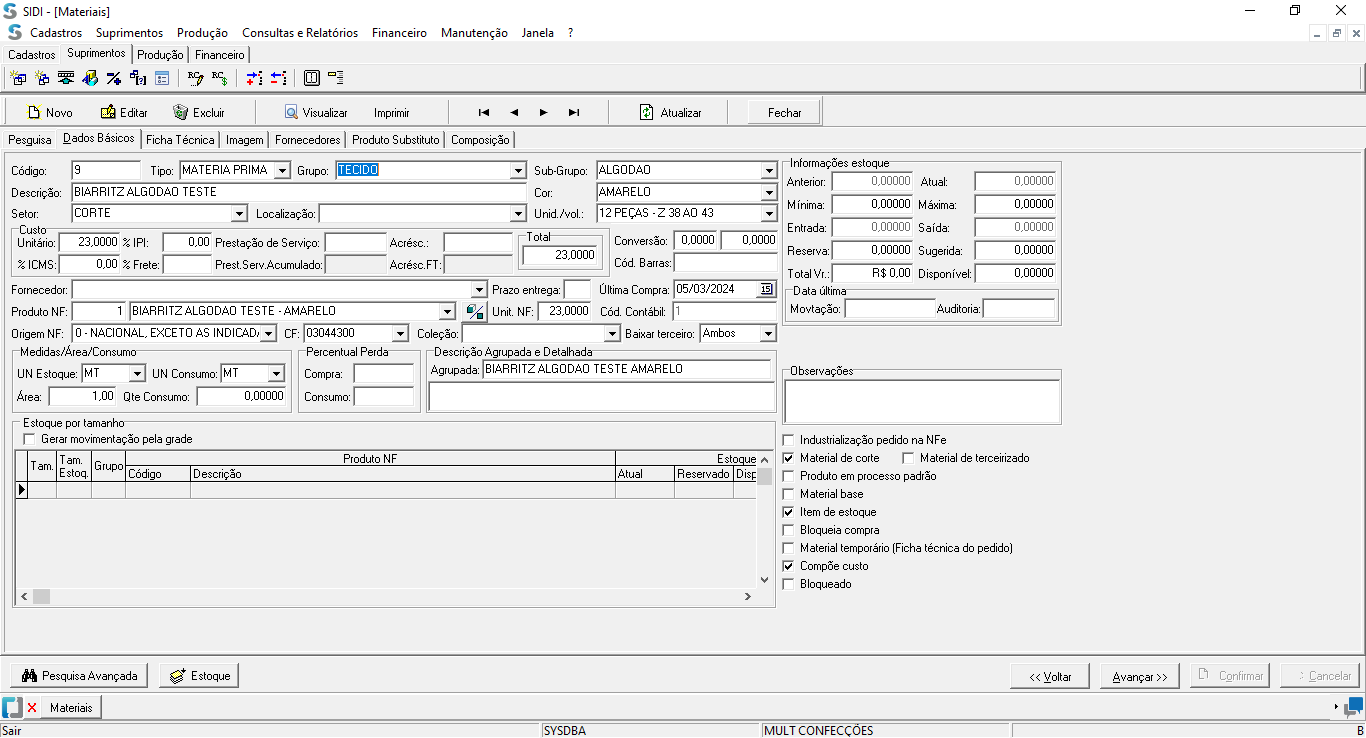 SIDI - [Materiais]
Cadastros Suprimentos Produção Consultas e Relatórios Financeiro Manutenção Janela ?
Cadastros Suprimentos Produção Financeiro
Novo Editar Excluir Visualizar Imprimir Atualizar Fechar
Pesquisa Dados Básicos Ficha Técnica Imagem Fornecedores Produto Substituto Composição
Código: 9 Tipo: MATERIA PRIMA Grupo: TECIDO Sub-Grupo: ALGODAO
Descrição: BIARRITZ ALGODAO TESTE Cor: AMARELO
Setor: CORTE Localização: Unid./vol.: 12 PEÇAS - Z 38 AO 43
Custo
Unitário: 23,0000 % IPI: 0,00 Prestação de Serviço: Acrésc.:
% ICMS: 0,00 % Frete: Prest.Serv.Acumulado: Acrésc.FT:
Total
23,0000
Conversão: 0,0000 0,0000
Cód. Barras:
Fornecedor: Prazo entrega: Última Compra: 05/03/2024 15
Produto NF: 1 BIARRITZ ALGODAO TESTE - AMARELO Unit. NF: 23,0000 Cód. Contábil: 1
Origem NF: 0 - NACIONAL, EXCETO AS INDICADA CF: 03044300 Coleção: Baixar terceiro: Ambos
Medidas/Área/Consumo
UN Estoque: MT UN Consumo: MT
Área: 1,00 Qte Consumo: 0,00000
Percentual Perda
Compra:
Consumo:
Descrição Agrupada e Detalhada
Agrupada: BIARRITZ ALGODAO TESTE AMARELO
Informações estoque
Anterior: 0,00000 Atual: 0,00000
Mínima: 0,00000 Máxima: 0,00000
Entrada: 0,00000 Saída: 0,00000
Reserva: 0,00000 Sugerida: 0,00000
Total Vr.: R$ 0,00 Disponível: 0,00000
Data última
Movtação: Auditoria:
Observações
Estoque por tamanho
Gerar movimentação pela grade
Tam. Tam. Estoq. Grupo Produto NF Estoque
Código Descrição Atual Reservado Disp
Industrialização pedido na NFe
Material de corte Material de terceirizado
Produto em processo padrão
Material base
Item de estoque
Bloqueia compra
Material temporário (Ficha técnica do pedido)
Compõe custo
Bloqueado
Pesquisa Avançada Estoque << Voltar Avançar >> Confirmar Cancelar
Materiais
Sair SYSDBA MULT CONFECÇÕES B